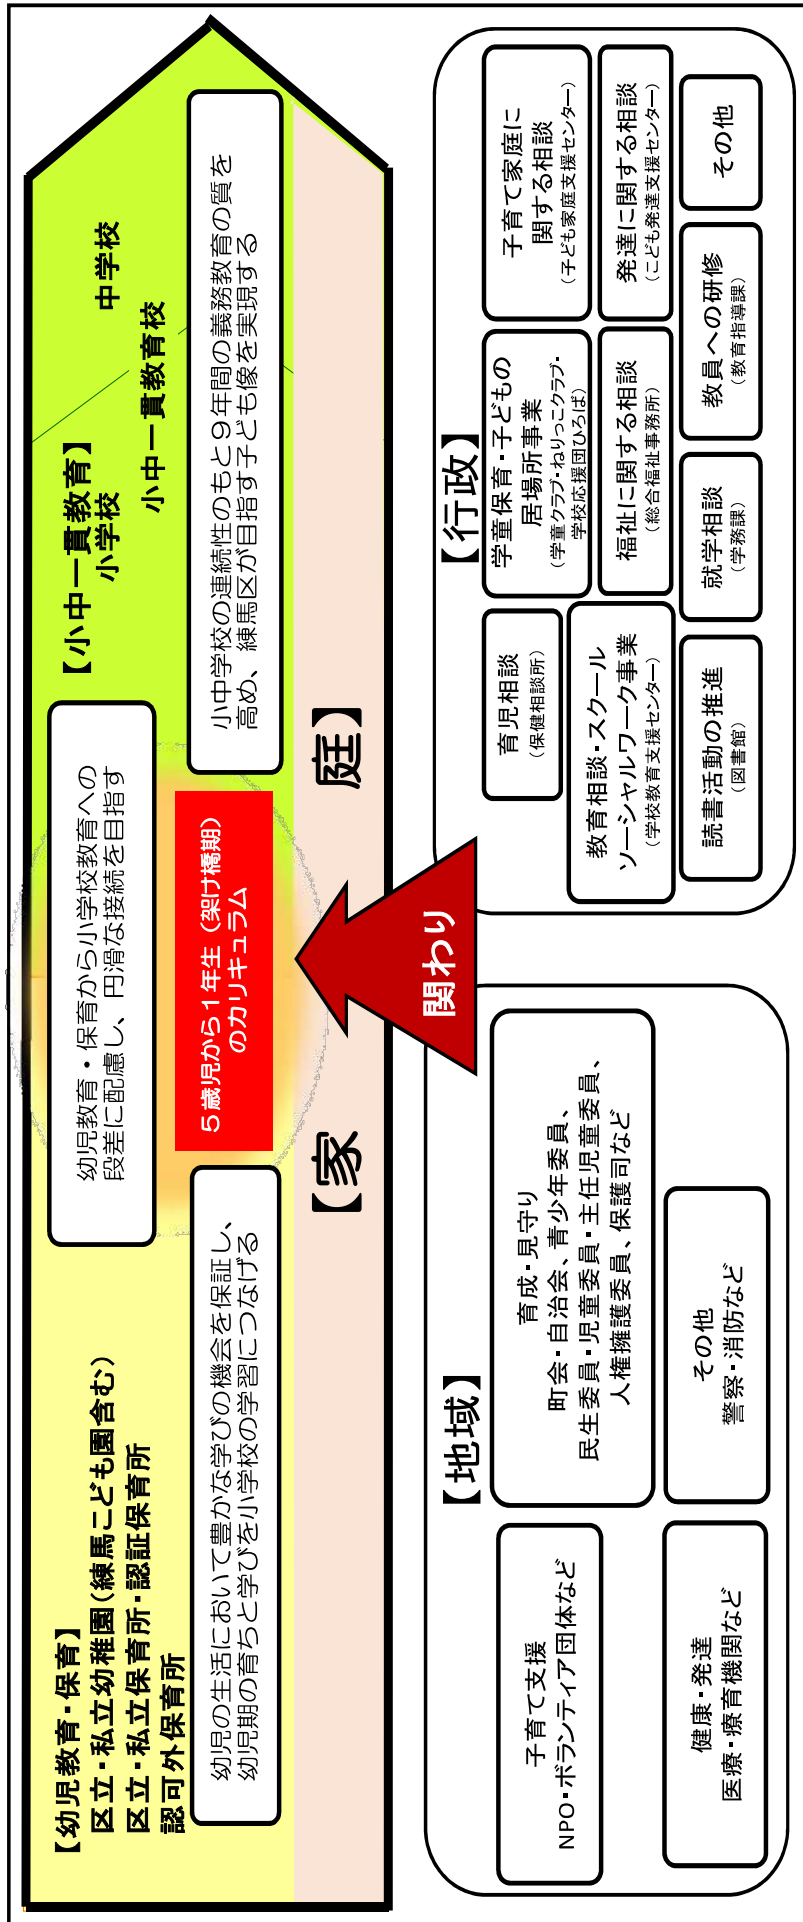 【幼児教育・保育】
区立・私立幼稚園（練馬こども園含む）
区立・私立保育所・認証保育所
認可外保育所
幼児の生活において豊かな学びの機会を保証し、
幼児期の育ちと学びを小学校の学習につなげる
幼児教育・保育から小学校教育への
段差に配慮し、円滑な接続を目指す
５歳児から１年生（架け橋期）
のカリキュラム
【小中一貫教育】
小学校
中学校
小中一貫教育校
小中学校の連続性のもと９年間の義務教育の質を
高め、練馬区が目指す子ども像を実現する
【家 庭】
関わり
【地域】
子育て支援
NPO・ボランティア団体など
育成・見守り
町会・自治会、青少年委員、
民生委員・児童委員・主任児童委員、
人権擁護委員、保護司など
健康・発達
医療・療育機関など
その他
警察・消防など
【行政】
育児相談
（保健相談所）
学童保育・子どもの
居場所事業
（学童クラブ・ねりっこクラブ・
学校応援団ひろば）
子育て家庭に
関する相談
（子ども家庭支援センター）
教育相談・スクール
ソーシャルワーク事業
（学校教育支援センター）
福祉に関する相談
（総合福祉事務所）
発達に関する相談
（こども発達支援センター）
読書活動の推進
（図書館）
就学相談
（学務課）
教員への研修
（教育指導課）
その他